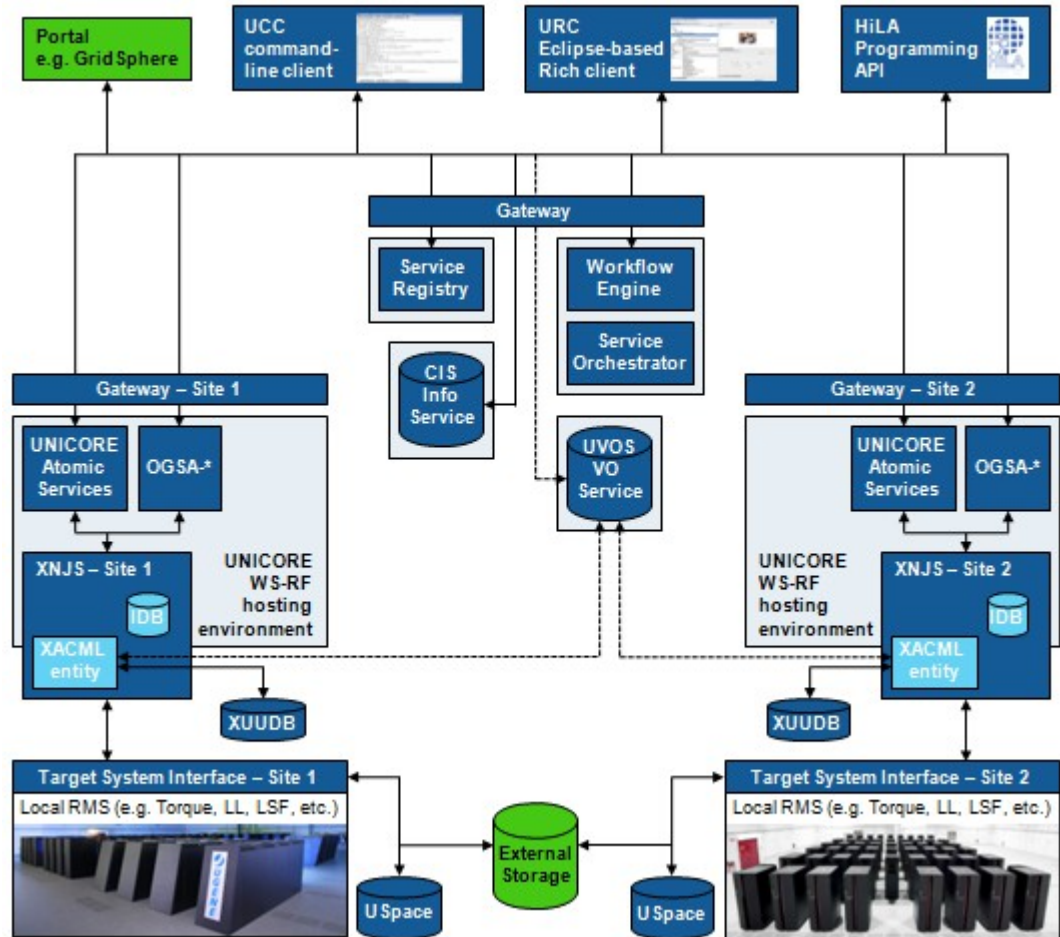 Portal
e.g. GridSphere
UCC
command-
line client
URC
Eclipse-based
Rich client
HiLA
Programming
API
HiLA
Gateway
Service
Registry
Workflow
Engine
Service
Orchestrator
CIS
Info
Service
UVOS
VO
Service
Gateway – Site 1
UNICORE
Atomic
Services
OGSA-*
XNJS – Site 1
IDB
XACML
entity
UNICORE
WS-RF
hosting
environment
XUUDB
Gateway – Site 2
UNICORE
Atomic
Services
OGSA-*
UNICORE
WS-RF
hosting
environment
XNJS – Site 2
IDB
XACML
entity
XUUDB
Target System Interface – Site 1
Local RMS (e.g. Torque, LL, LSF, etc.)
JUGENE
USpace
External
Storage
USpace
Target System Interface – Site 2
Local RMS (e.g. Torque, LL, LSF, etc.)